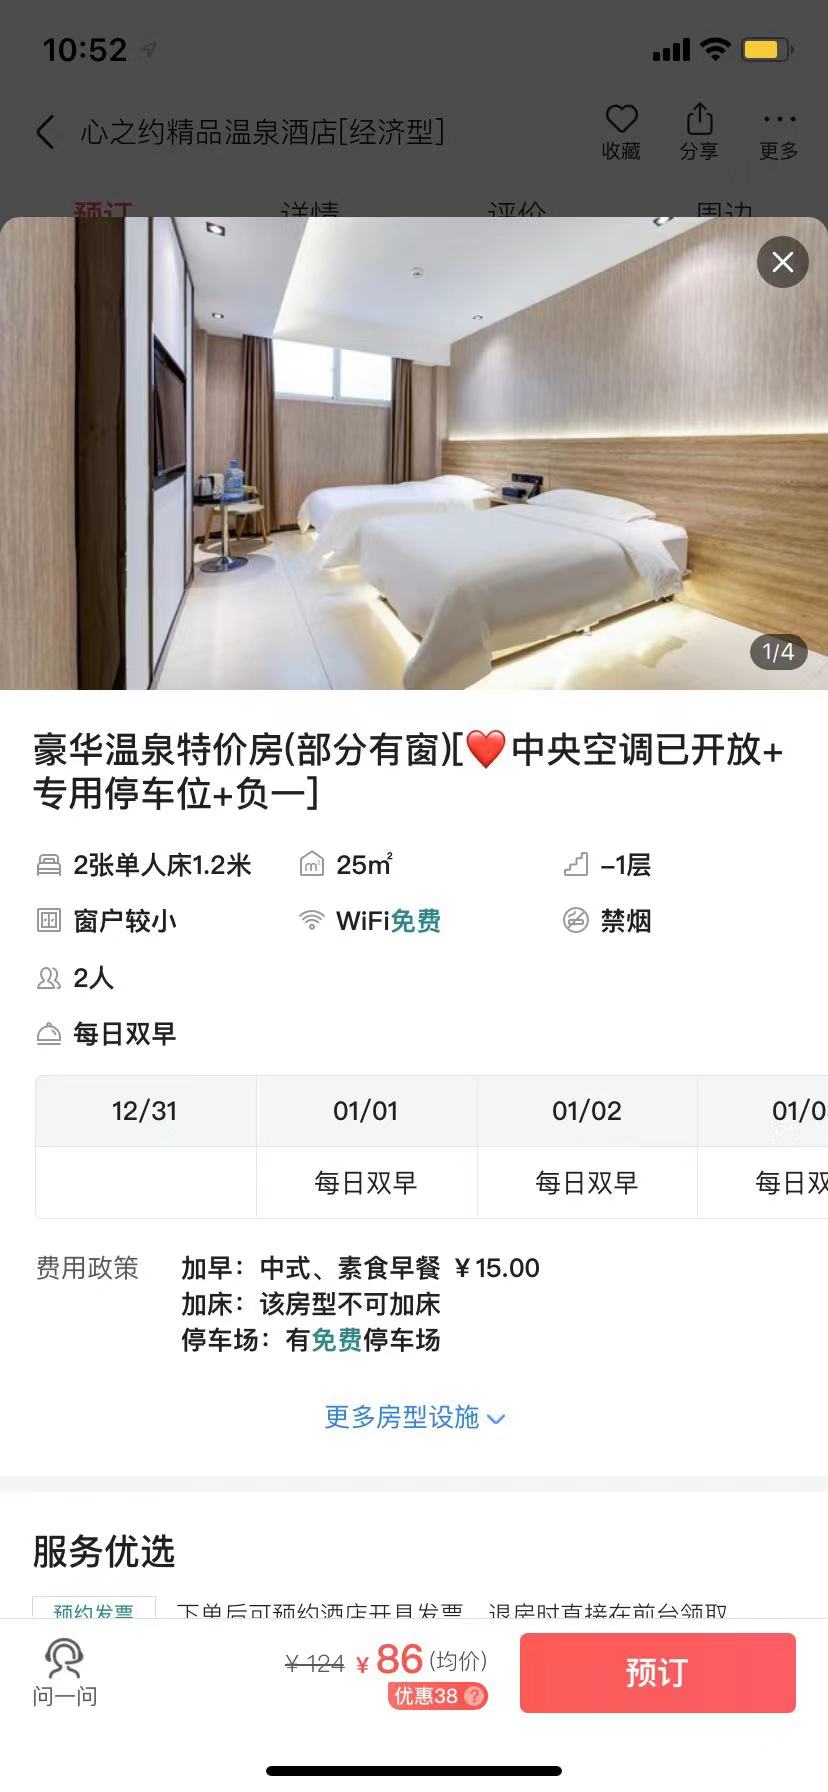 10:52
心之约精品温泉酒店[经济型]
收藏
分享
更多
预订
详情
评价
周边
1/4
豪华温泉特价房(部分有窗)[❤️中央空调已开放+
专用停车位+负一]
2张单人床1.2米
25㎡
-1层
窗户较小
WiFi免费
禁烟
2人
每日双早
12/31
01/01
01/02
01/0
每日双早
每日双早
每日双
费用政策
加早：中式、素食早餐 ¥15.00
加床：该房型不可加床
停车场：有免费停车场
更多房型设施
服务优选
预约发票
下单后可预约酒店开具发票，退房时直接在前台领取
问一问
¥124 ¥86(均价)
优惠38
预订